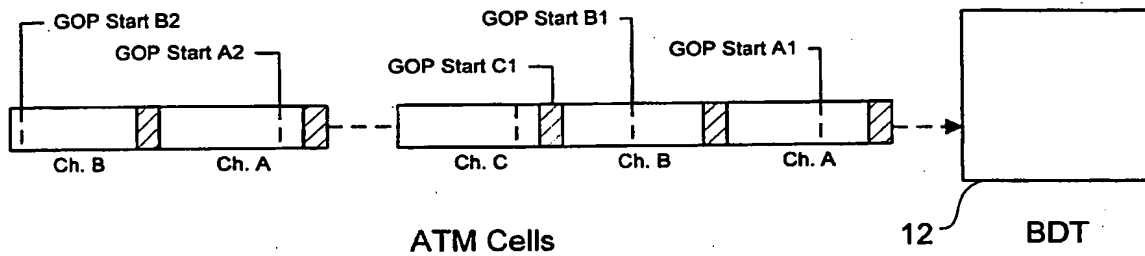 GOP Start B2
GOP Start A2
GOP Start C1
GOP Start B1
GOP Start A1
Ch. B
Ch. A
Ch. C
Ch. B
Ch. A
ATM Cells
12
BDT